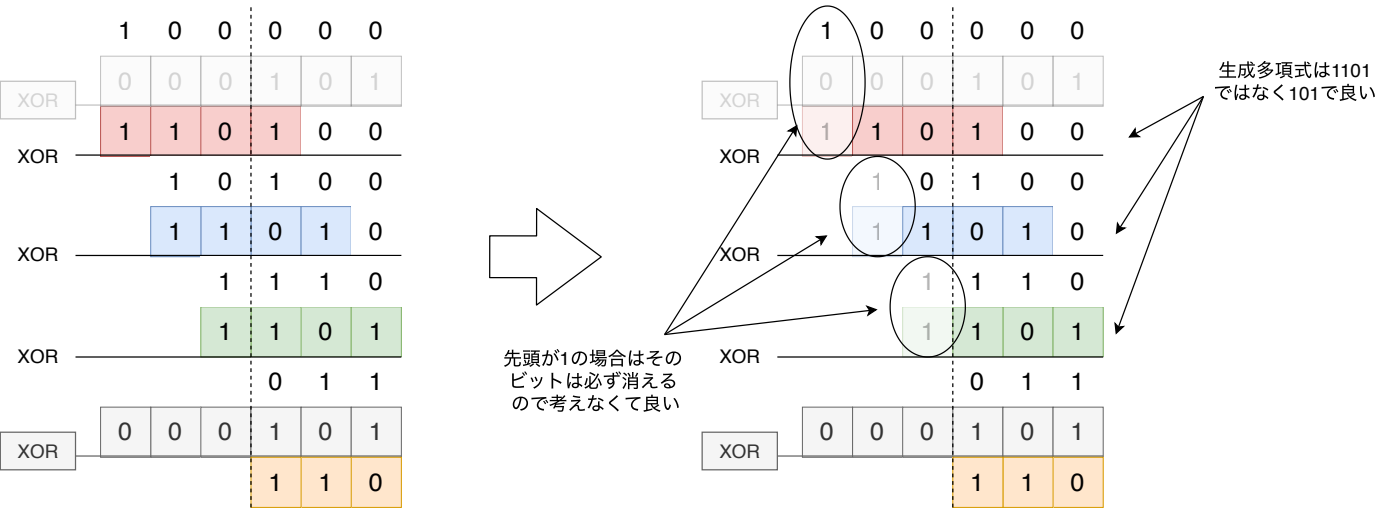 1 0 0 0 0 0
0 0 0 1 0 1
XOR
1 1 0 1 0 0
XOR
1 0 1 0 0
1 1 0 1 0
XOR
1 1 1 0
1 1 0 1
XOR
0 1 1
0 0 0 1 0 1
XOR
1 1 0
1 0 0 0 0 0
0 0 0 1 0 1
XOR
1 1 0 1 0 0
XOR
1 0 1 0 0
1 1 0 1 0
XOR
1 1 1 0
1 1 0 1
XOR
0 1 1
0 0 0 1 0 1
XOR
1 1 0
先頭が1の場合はその
ビットは必ず消える
ので考えなくて良い
生成多項式は1101
ではなく101で良い